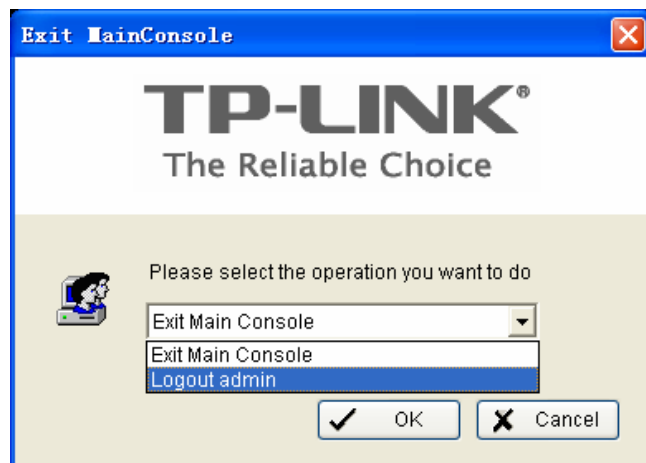 Exit MainConsole
TP-LINK®
The Reliable Choice
Please select the operation you want to do
Exit Main Console
Exit Main Console
Logout admin
OK
Cancel